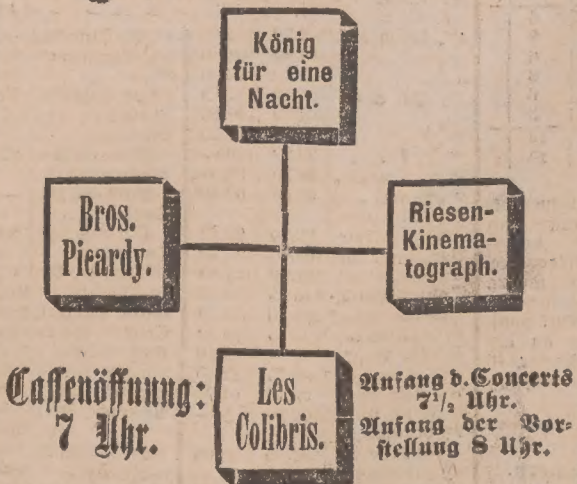 König
für eine
Nacht.
Bros.
Picardy.
Riesen-
Kinema-
tograph.
Caſſenöffnung:
7 Uhr.
Les
Colibris.
Anfang d. Concerts
7½ Uhr.
Anfang der Vor-
ſtellung 8 Uhr.